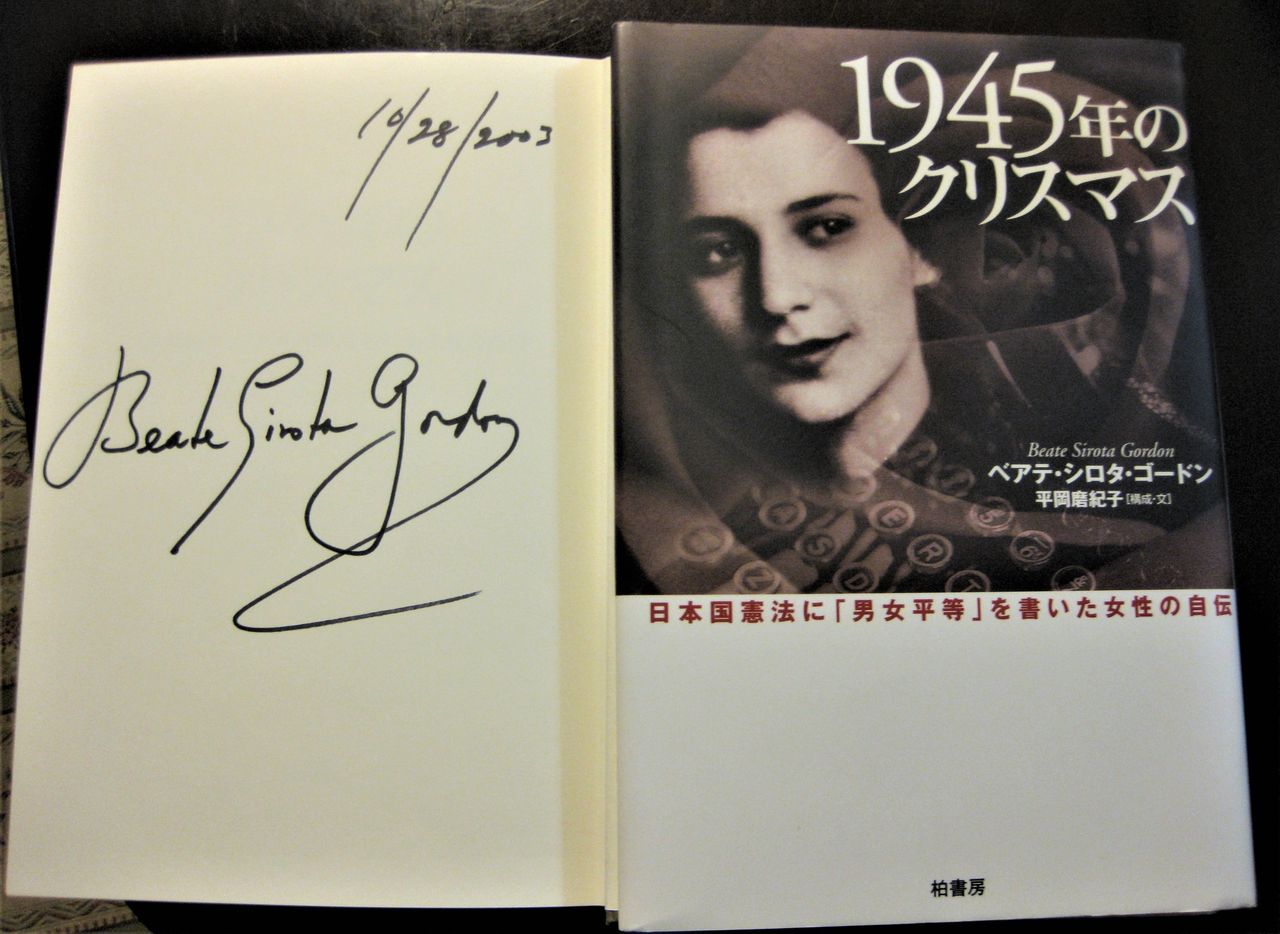 10/28/2003
Beate Sirota Gordon
1945年の
クリスマス
Beate Sirota Gordon
ベアテ・シロタ・ゴードン
平岡磨紀子[構成・文]
E S
S R 6
Z D T
日本国憲法に「男女平等」を書いた女性の自伝
柏書房